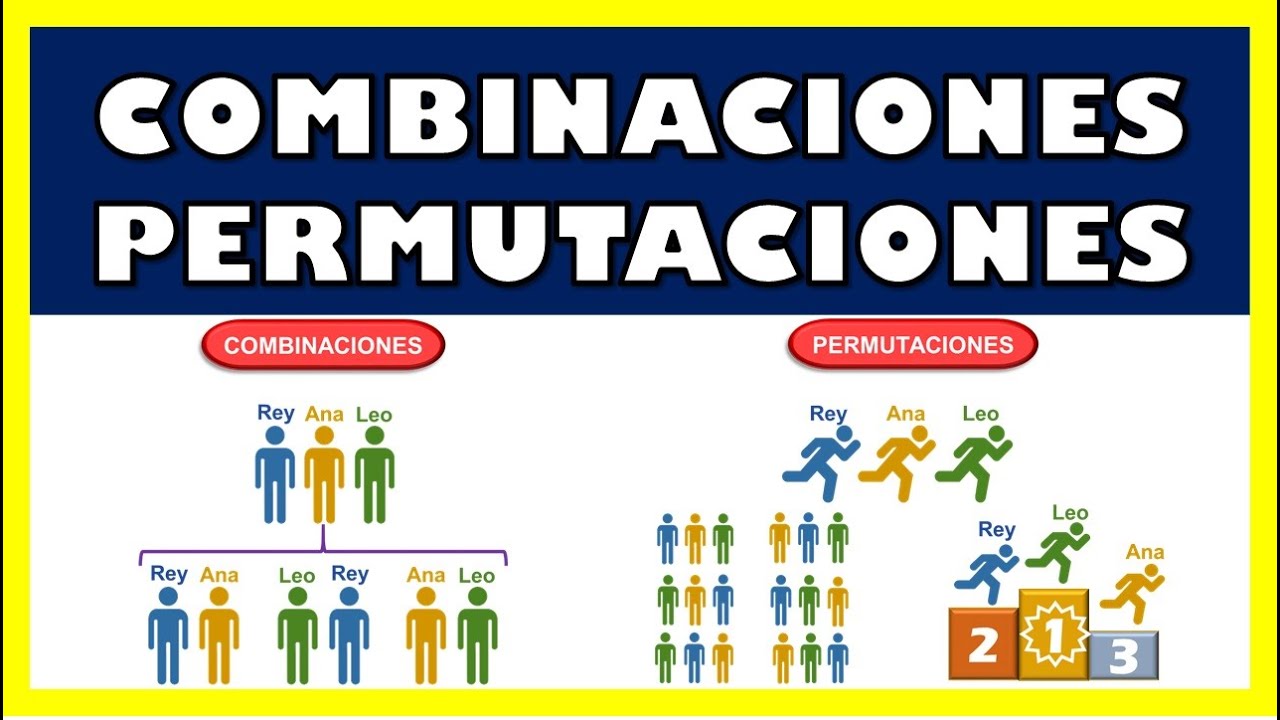 COMBINACIONES
PERMUTACIONES
COMBINACIONES
Rey Ana Leo
Rey Ana Leo Rey Ana Leo
PERMUTACIONES
Rey Ana Leo
Rey Leo Ana
2 1 3